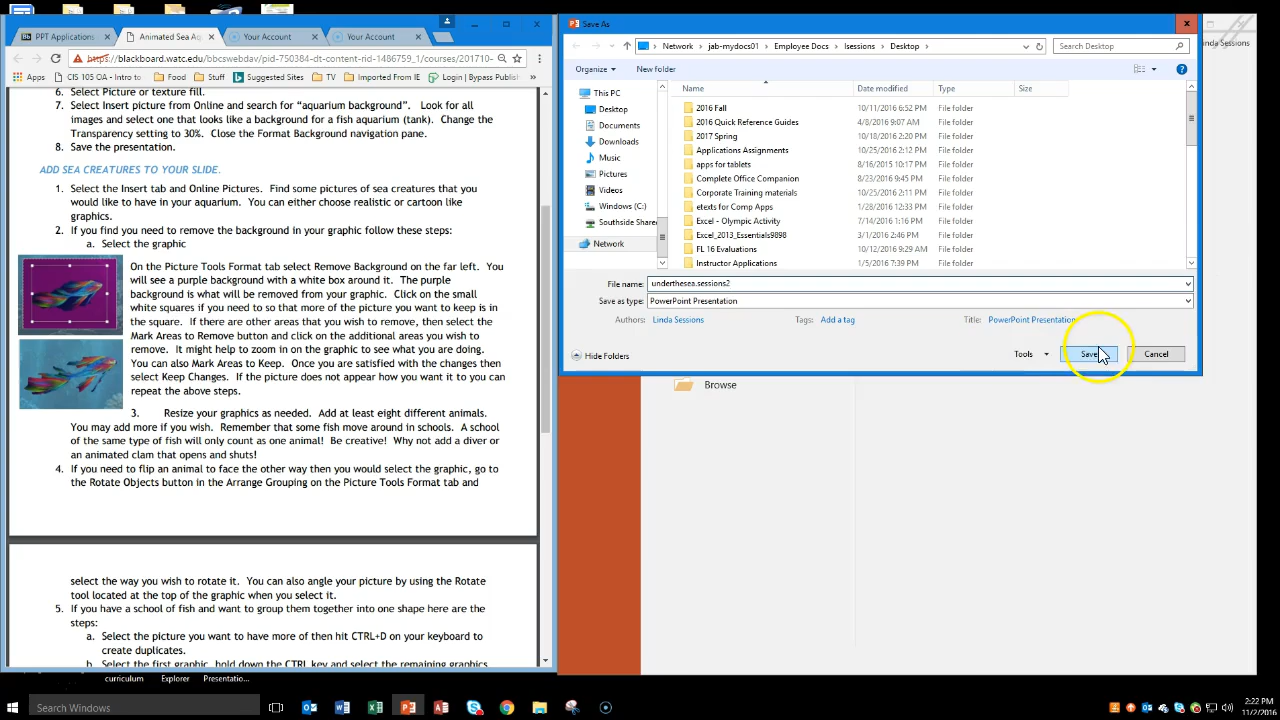 PPT Applications
Animated Sea Aq
Your Account
Your Account
https://blackboard.watc.edu/bbcswebdav/pid-750384-dt-content-rid-1486759_1/courses/201710-
Apps
CIS 105 OA - Intro to
Food
Stuff
Suggested Sites
TV
Imported From IE
Login | Bypass Publish
6. Select Picture or texture fill.
7. Select Insert picture from Online and search for “aquarium background”. Look for all
images and select one that looks like a background for a fish aquarium (tank). Change the
Transparency setting to 30%. Close the Format Background navigation pane.
8. Save the presentation.
ADD SEA CREATURES TO YOUR SLIDE.
1. Select the Insert tab and Online Pictures. Find some pictures of sea creatures that you
would like to have in your aquarium. You can either choose realistic or cartoon like
graphics.
2. If you find you need to remove the background in your graphic follow these steps:
a. Select the graphic
On the Picture Tools Format tab select Remove Background on the far left. You
will see a purple background with a white box around it. The purple
background is what will be removed from your graphic. Click on the small
white squares if you need to so that more of the picture you want to keep is in
the square. If there are other areas that you wish to remove, then select the
Mark Areas to Remove button and click on the additional areas you wish to
remove. It might help to zoom in on the graphic to see what you are doing.
You can also Mark Areas to Keep. Once you are satisfied with the changes then
select Keep Changes. If the picture does not appear how you want it to you can
repeat the above steps.
3. Resize your graphics as needed. Add at least eight different animals.
You may add more if you wish. Remember that some fish move around in schools. A school
of the same type of fish will only count as one animal! Be creative! Why not add a diver or
an animated clam that opens and shuts!
4. If you need to flip an animal to face the other way then you would select the graphic, go to
the Rotate Objects button in the Arrange Grouping on the Picture Tools Format tab and
select the way you wish to rotate it. You can also angle your picture by using the Rotate
tool located at the top of the graphic when you select it.
5. If you have a school of fish and want to group them together into one shape here are the
steps:
a. Select the picture you want to have more of then hit CTRL+D on your keyboard to
create duplicates.
b. Select the first graphic, hold down the CTRL key and select the remaining graphics
curriculum
Explorer
Presentatio...
Save As
Linda Sessions
Network
jab-mydocs01
Employee Docs
lsessions
Desktop
Search Desktop
Organize
New folder
Name
Date modified
Type
Size
This PC
Desktop
Documents
Downloads
Music
Pictures
Videos
Windows (C:)
Southside Share
Network
2016 Fall 10/11/2016 6:52 PM File folder
2016 Quick Reference Guides 4/8/2016 9:07 AM File folder
2017 Spring 10/18/2016 2:20 PM File folder
Applications Assignments 10/25/2016 2:12 PM File folder
apps for tablets 8/16/2015 10:17 PM File folder
Complete Office Companion 8/23/2016 9:45 PM File folder
Corporate Training materials 10/25/2016 2:11 PM File folder
etexts for Comp Apps 1/28/2016 12:33 PM File folder
Excel - Olympic Activity 7/14/2016 1:16 PM File folder
Excel_2013_Essentials9898 3/1/2016 2:46 PM File folder
FL 16 Evaluations 10/12/2016 9:29 AM File folder
Instructor Applications 1/5/2016 7:39 PM File folder
File name: underthesea.sessions2
Save as type: PowerPoint Presentation
Authors: Linda Sessions
Tags: Add a tag
Title: PowerPoint Presentation
Hide Folders
Tools
Save
Cancel
Browse
Search Windows
2:22 PM
11/2/2016